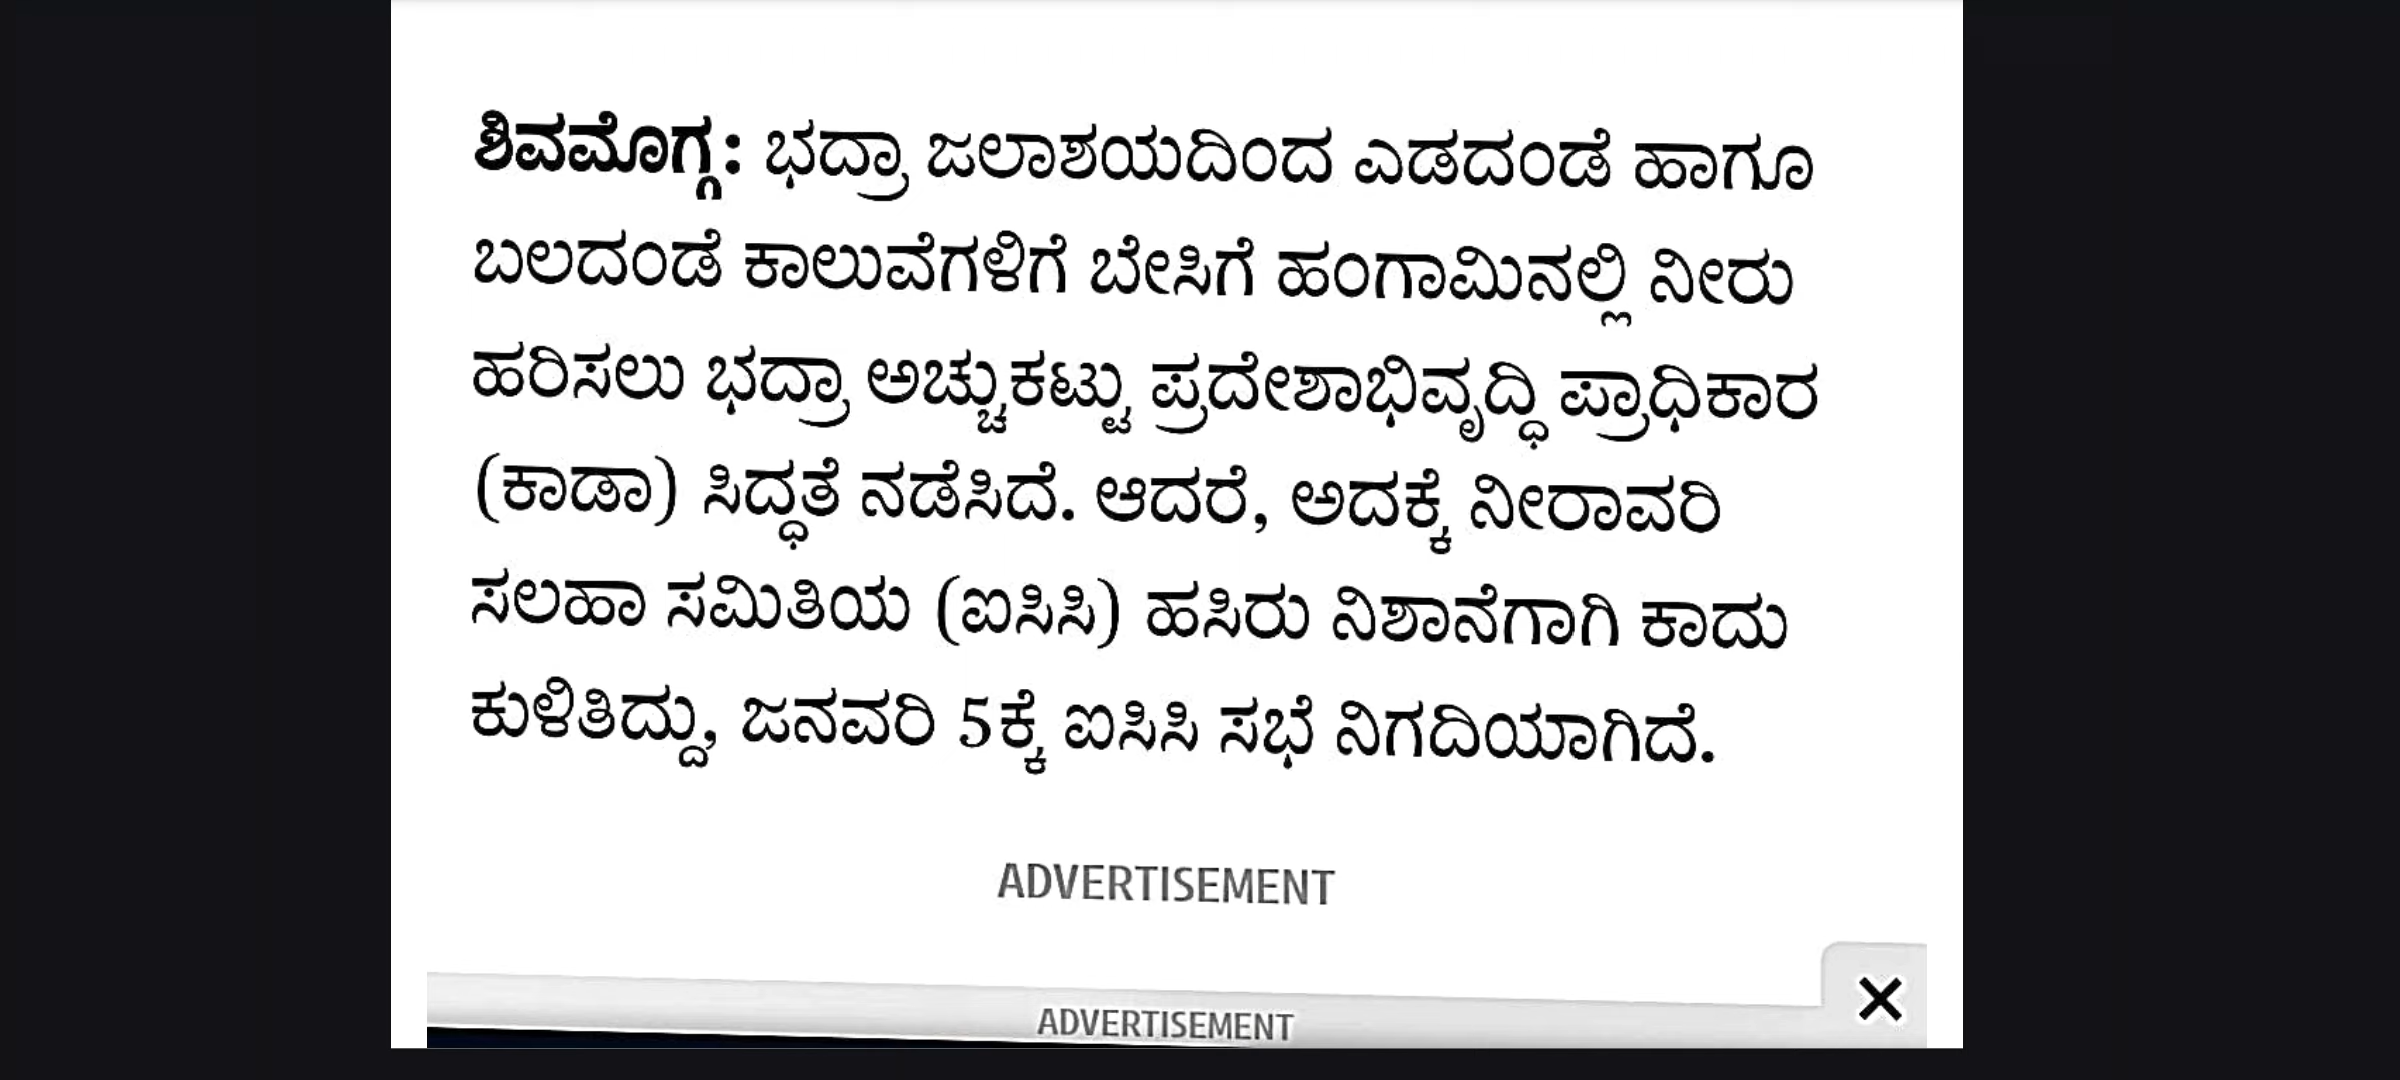 ಶಿವಮೊಗ್ಗ: ಭದ್ರಾ ಜಲಾಶಯದಿಂದ ಎಡದಂಡೆ ಹಾಗೂ
ಬಲದಂಡೆ ಕಾಲುವೆಗಳಿಗೆ ಬೇಸಿಗೆ ಹಂಗಾಮಿನಲ್ಲಿ ನೀರು
ಹರಿಸಲು ಭದ್ರಾ ಅಚ್ಚುಕಟ್ಟು ಪ್ರದೇಶಾಭಿವೃದ್ಧಿ ಪ್ರಾಧಿಕಾರ
(ಕಾಡಾ) ಸಿದ್ಧತೆ ನಡೆಸಿದೆ. ಆದರೆ, ಅದಕ್ಕೆ ನೀರಾವರಿ
ಸಲಹಾ ಸಮಿತಿಯ (ಐಸಿಸಿ) ಹಸಿರು ನಿಶಾನೆಗಾಗಿ ಕಾದು
ಕುಳಿತಿದ್ದು, ಜನವರಿ 5ಕ್ಕೆ ಐಸಿಸಿ ಸಭೆ ನಿಗದಿಯಾಗಿದೆ.
ADVERTISEMENT
ADVERTISEMENT